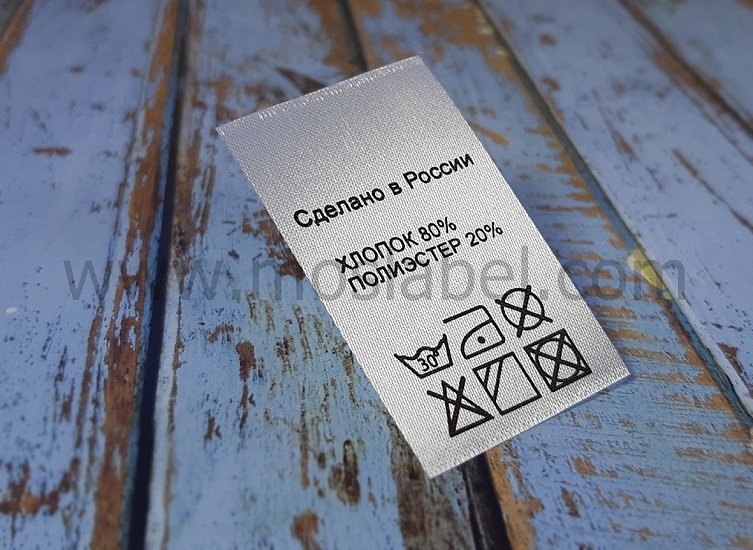 Сделано в России
ХЛОПОК 80%
ПОЛИЭСТЕР 20%
www.moslabel.com
30°